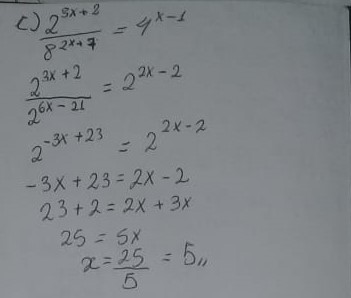 c) 2^{3x+2}/8^{2x+7} = 4^{x-1}
2^{3x+2}/2^{6x-21} = 2^{2x-2}
2^{-3x+23} = 2^{2x-2}
-3x+23 = 2x-2
23+2 = 2x+3x
25 = 5x
x = 25/5 = 5,,